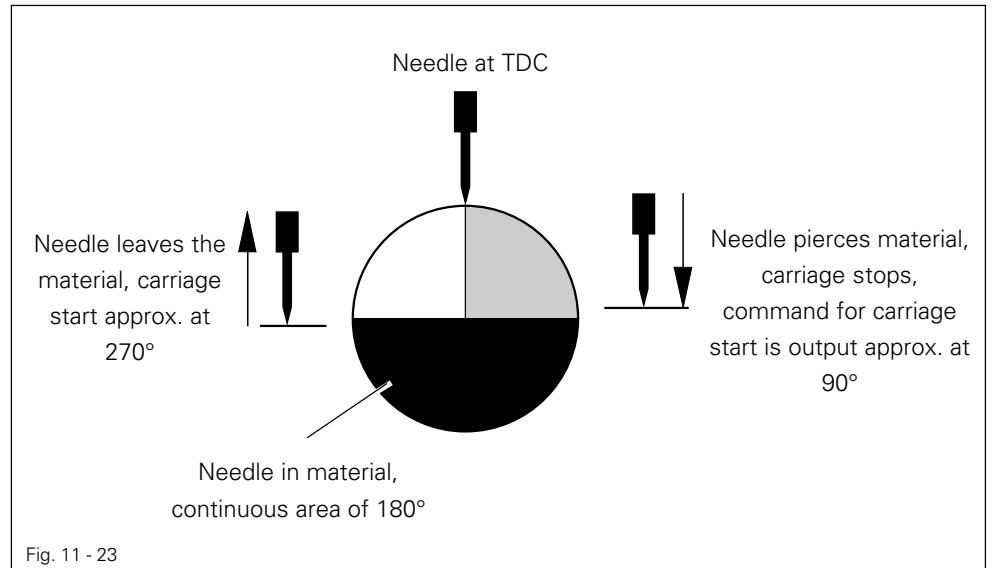 Needle at TDC
Needle leaves the
material, carriage
start approx. at
270°
Needle pierces material,
carriage stops,
command for carriage
start is output approx. at
90°
Needle in material,
continuous area of 180°
Fig. 11 - 23